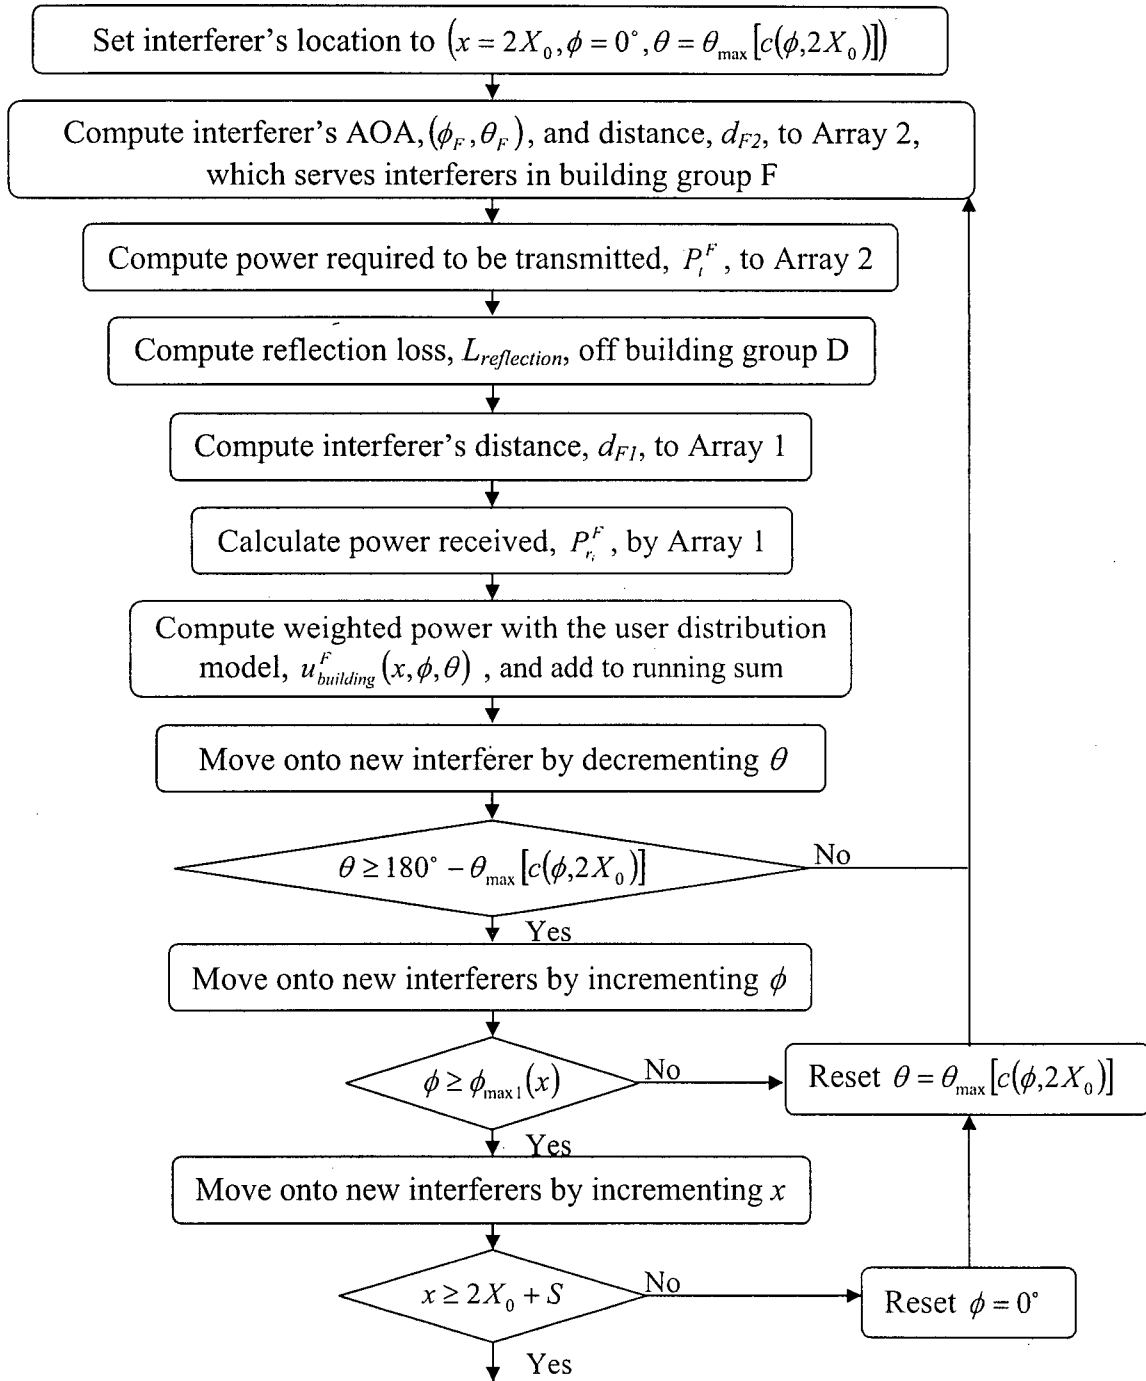 Set interferer's location to (x = 2X₀, φ = 0°, θ = θ_max[c(φ,2X₀)])
Compute interferer's AOA, (φ_F, θ_F), and distance, d_F2, to Array 2,
which serves interferers in building group F
Compute power required to be transmitted, P_t^F, to Array 2
Compute reflection loss, L_reflection, off building group D
Compute interferer's distance, d_F1, to Array 1
Calculate power received, P_{r_i}^F, by Array 1
Compute weighted power with the user distribution
model, u_building^F(x,φ,θ) , and add to running sum
Move onto new interferer by decrementing θ
θ ≥ 180° − θ_max[c(φ,2X₀)]
No
Yes
Move onto new interferers by incrementing φ
φ ≥ φ_max1(x)
No
Reset θ = θ_max[c(φ,2X₀)]
Yes
Move onto new interferers by incrementing x
x ≥ 2X₀ + S
No
Reset φ = 0°
Yes